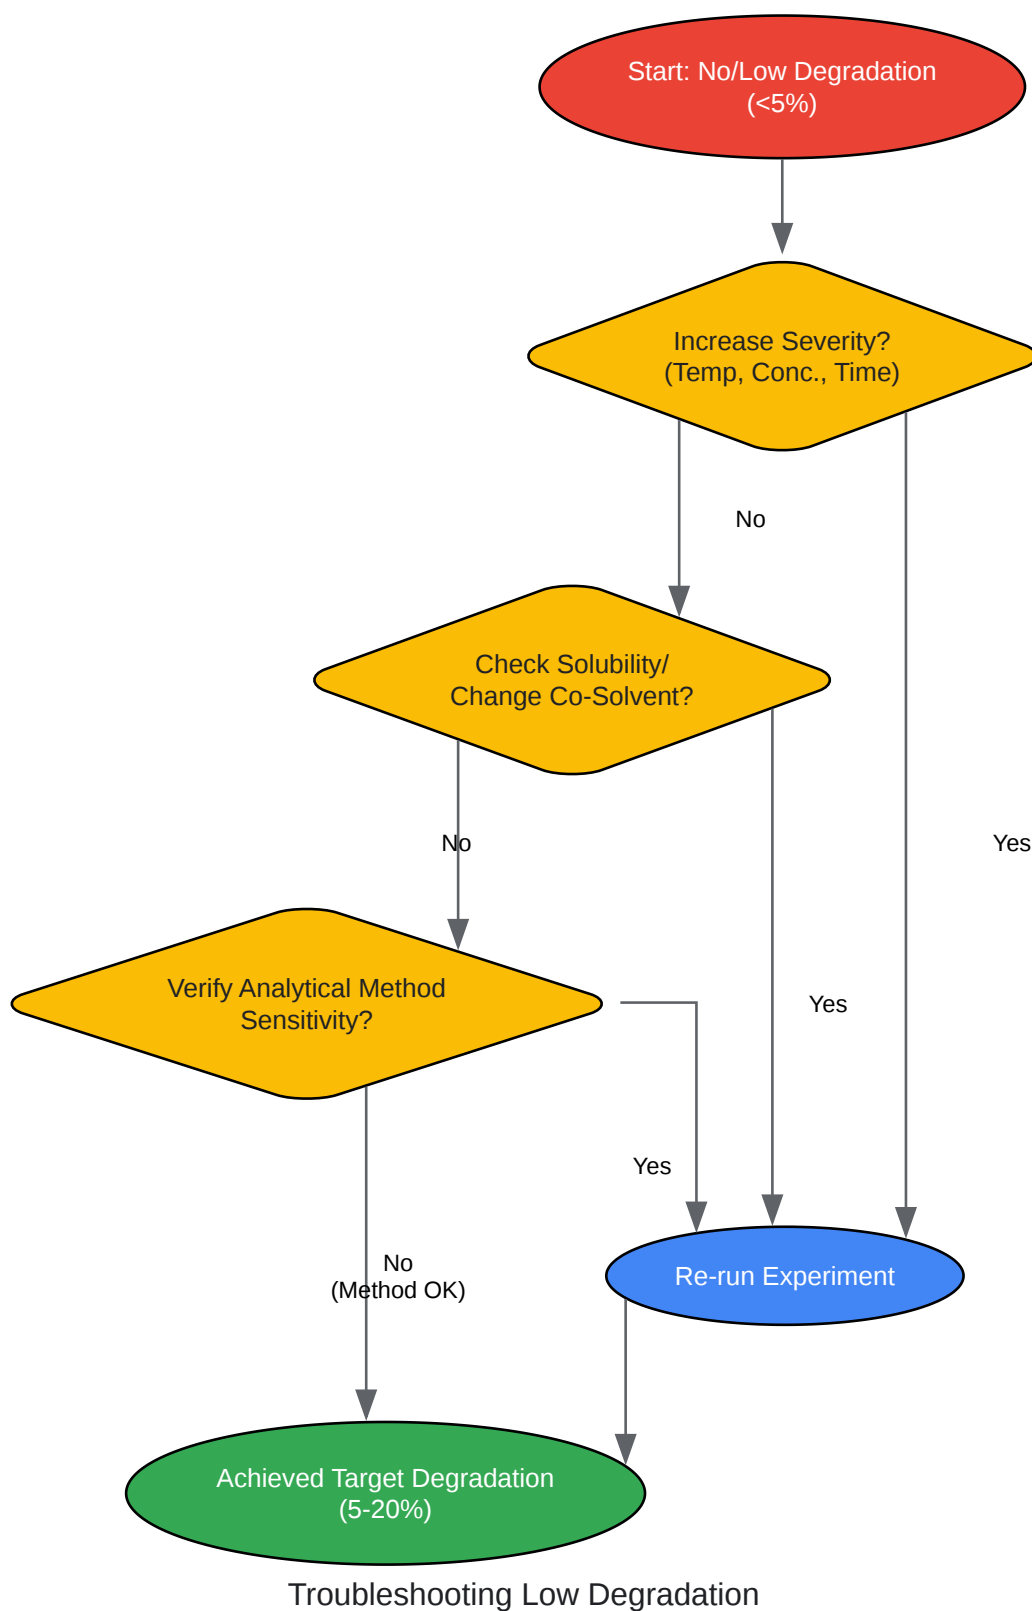 Start: No/Low Degradation
(<5%)
Increase Severity?
(Temp, Conc., Time)
No
Check Solubility/
Change Co-Solvent?
No
Yes
Verify Analytical Method
Sensitivity?
Yes
Yes
No
(Method OK)
Re-run Experiment
Achieved Target Degradation
(5-20%)
Troubleshooting Low Degradation